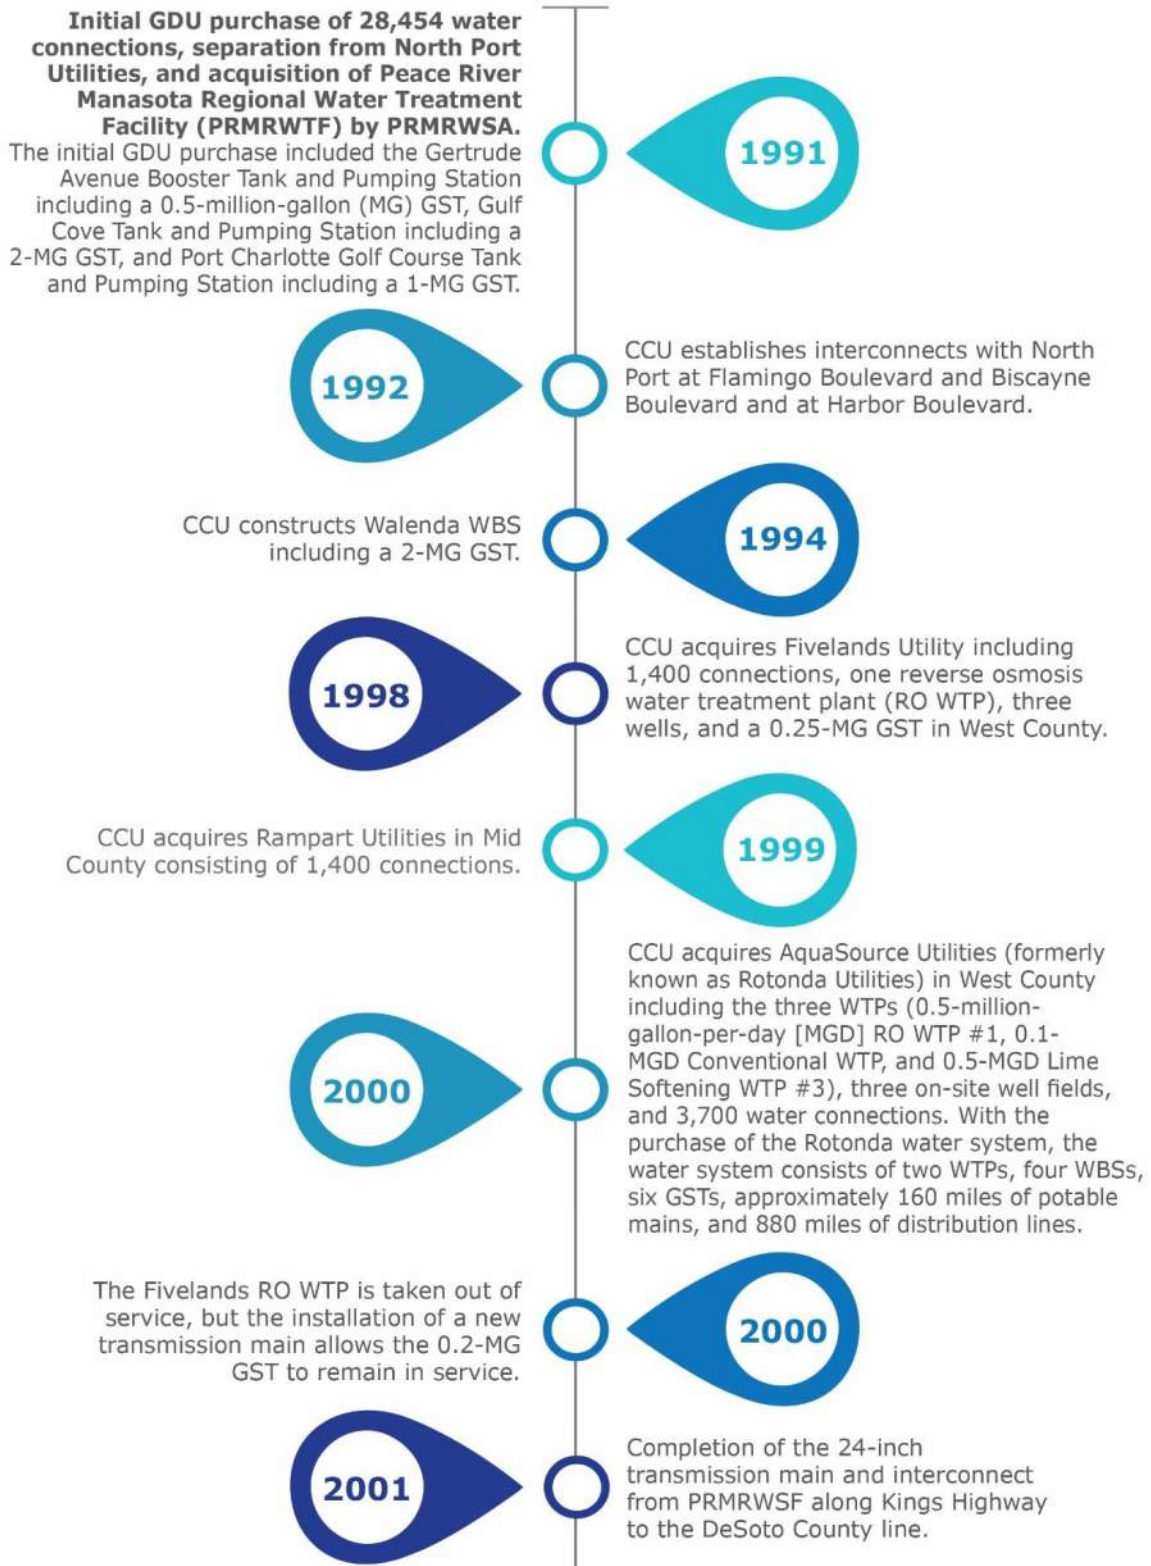 Initial GDU purchase of 28,454 water
connections, separation from North Port
Utilities, and acquisition of Peace River
Manasota Regional Water Treatment
Facility (PRMRWTF) by PRMRWSA.
The initial GDU purchase included the Gertrude
Avenue Booster Tank and Pumping Station
including a 0.5-million-gallon (MG) GST, Gulf
Cove Tank and Pumping Station including a
2-MG GST, and Port Charlotte Golf Course Tank
and Pumping Station including a 1-MG GST.
1991
1992
CCU establishes interconnects with North
Port at Flamingo Boulevard and Biscayne
Boulevard and at Harbor Boulevard.
CCU constructs Walenda WBS
including a 2-MG GST.
1994
1998
CCU acquires Fivelands Utility including
1,400 connections, one reverse osmosis
water treatment plant (RO WTP), three
wells, and a 0.25-MG GST in West County.
CCU acquires Rampart Utilities in Mid
County consisting of 1,400 connections.
1999
2000
CCU acquires AquaSource Utilities (formerly
known as Rotonda Utilities) in West County
including the three WTPs (0.5-million-
gallon-per-day [MGD] RO WTP #1, 0.1-
MGD Conventional WTP, and 0.5-MGD Lime
Softening WTP #3), three on-site well fields,
and 3,700 water connections. With the
purchase of the Rotonda water system, the
water system consists of two WTPs, four WBSs,
six GSTs, approximately 160 miles of potable
mains, and 880 miles of distribution lines.
The Fivelands RO WTP is taken out of
service, but the installation of a new
transmission main allows the 0.2-MG
GST to remain in service.
2000
2001
Completion of the 24-inch
transmission main and interconnect
from PRMRWSF along Kings Highway
to the DeSoto County line.